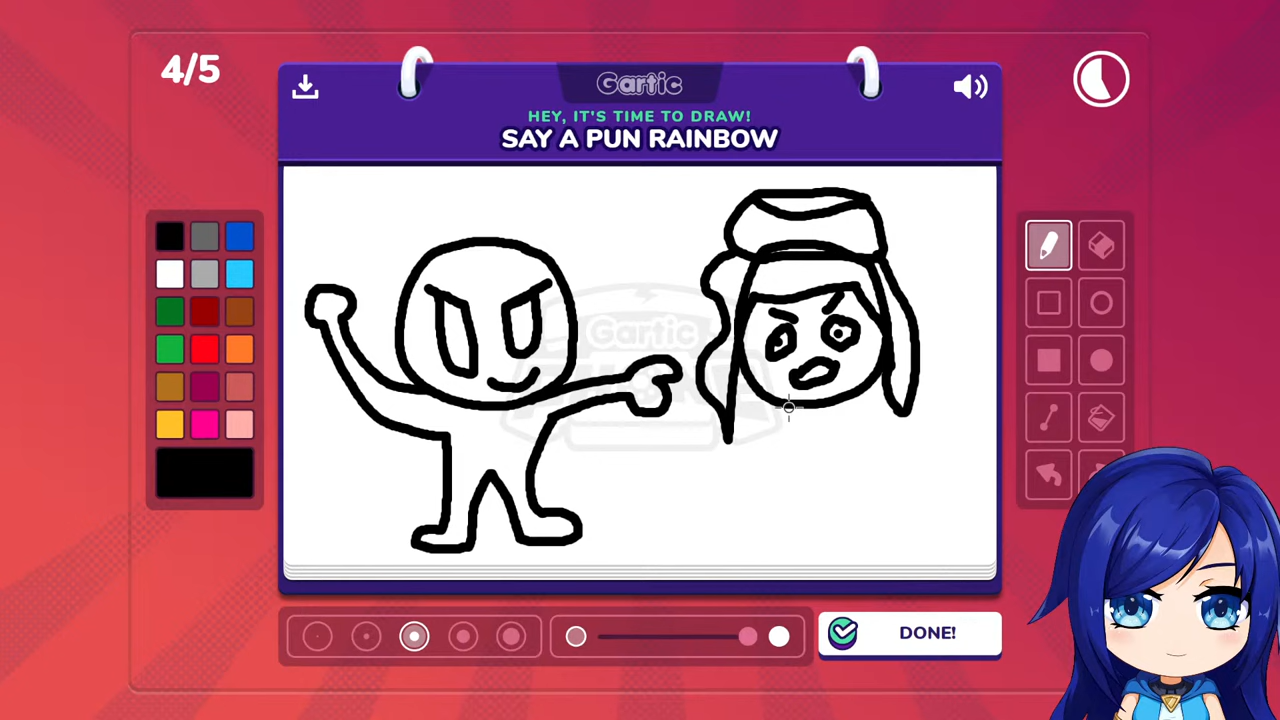 4/5
Gartic
HEY, IT'S TIME TO DRAW!
SAY A PUN RAINBOW
Gartic
DONE!